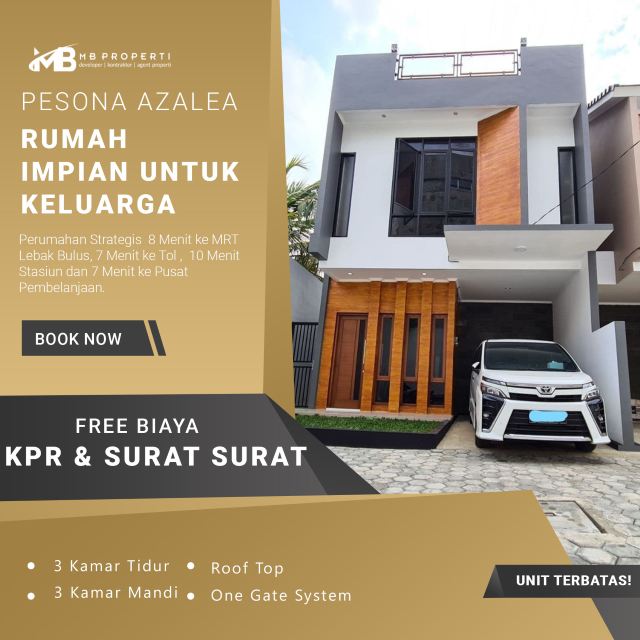 MB MB PROPERTI
developer | kontraktor | agent properti
PESONA AZALEA
RUMAH
IMPIAN UNTUK
KELUARGA
Perumahan Strategis 8 Menit ke MRT
Lebak Bulus, 7 Menit ke Tol , 10 Menit
Stasiun dan 7 Menit ke Pusat
Pembelanjaan.
BOOK NOW
FREE BIAYA
KPR & SURAT SURAT
• 3 Kamar Tidur • Roof Top
• 3 Kamar Mandi • One Gate System
UNIT TERBATAS!